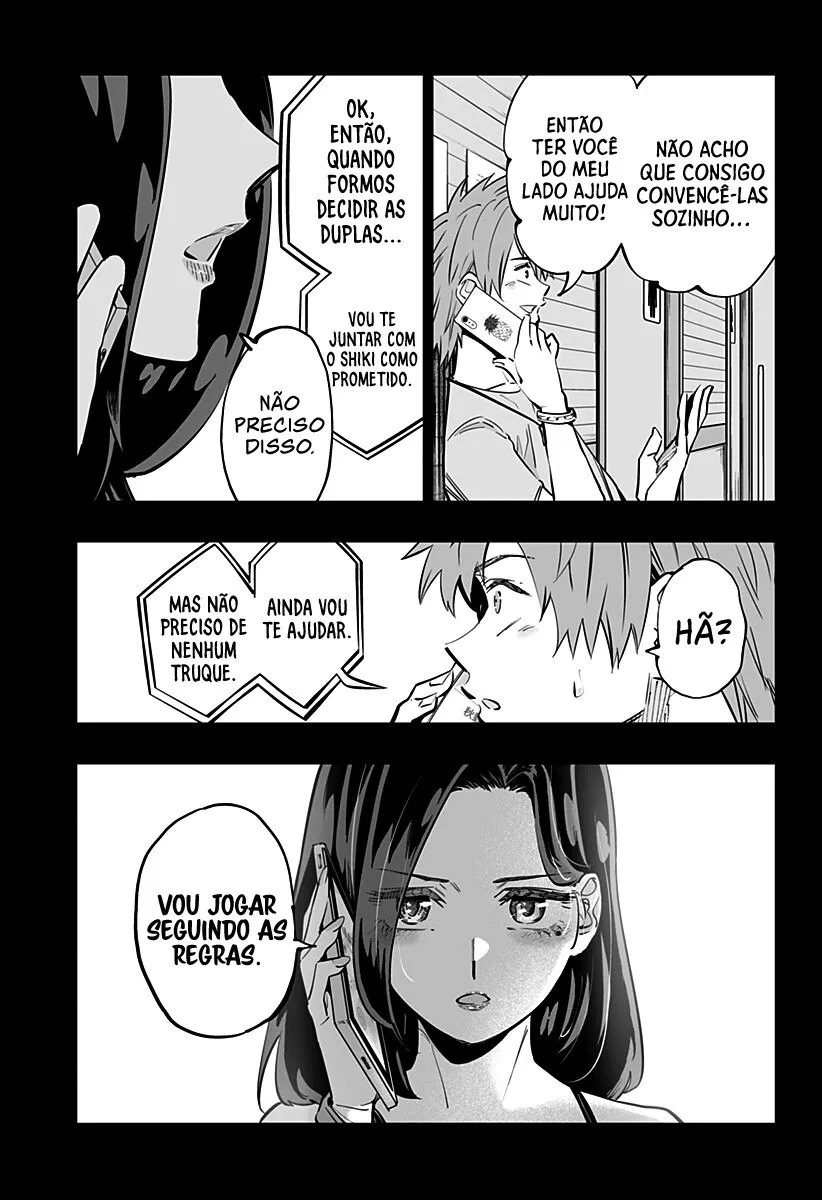 NÃO ACHO
QUE CONSIGO
CONVENCÊ-LAS
SOZINHO...
ENTÃO
TER VOCÊ
DO MEU
LADO AJUDA
MUITO!
OK,
ENTÃO,
QUANDO
FORMOS
DECIDIR AS
DUPLAS...
VOU TE
JUNTAR COM
O SHIKI COMO
PROMETIDO.
NÃO
PRECISO
DISSO.
HÃ?
AINDA VOU
TE AJUDAR.
MAS NÃO
PRECISO DE
NENHUM
TRUQUE.
VOU JOGAR
SEGUINDO AS
REGRAS.